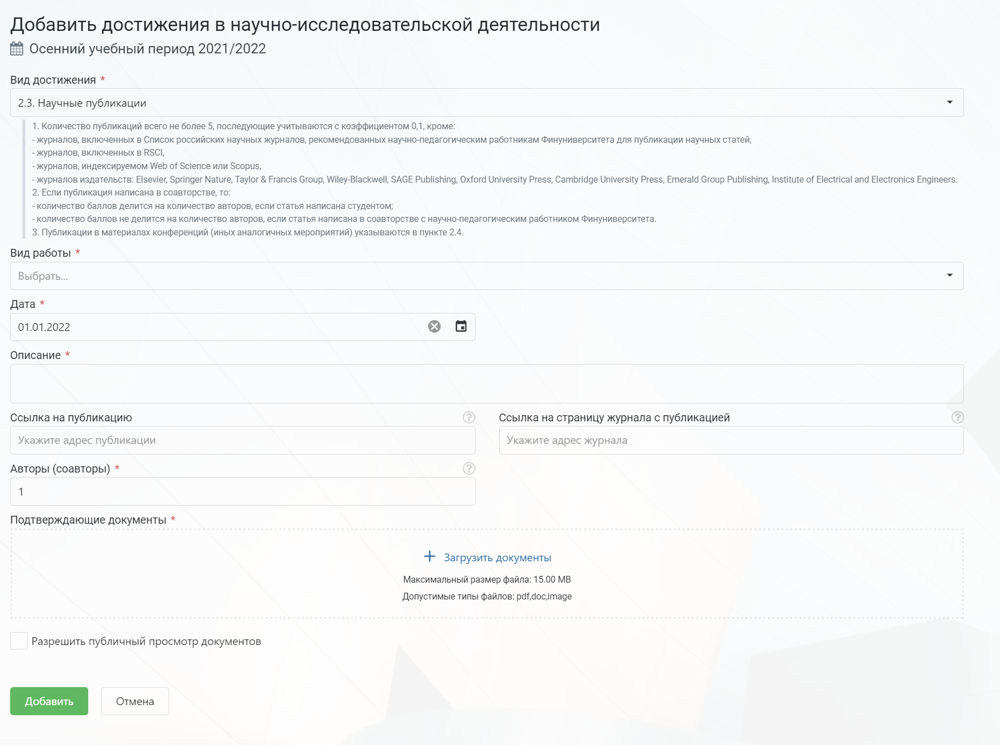 Добавить достижения в научно-исследовательской деятельности
Осенний учебный период 2021/2022
Вид достижения *
2.3. Научные публикации
1. Количество публикаций всего не более 5, последующие учитываются с коэффициентом 0,1, кроме:
- журналов, включенных в Список российских научных журналов, рекомендованных научно-педагогическим работникам Финуниверситета для публикации научных статей,
- журналов, включенных в RSCI,
- журналов, индексируемом Web of Science или Scopus,
- журналов издательств: Elsevier, Springer Nature, Taylor & Francis Group, Wiley-Blackwell, SAGE Publishing, Oxford University Press, Cambridge University Press, Emerald Group Publishing, Institute of Electrical and Electronics Engineers.
2. Если публикация написана в соавторстве, то:
- количество баллов делится на количество авторов, если статья написана студентом;
- количество баллов не делится на количество авторов, если статья написана в соавторстве с научно-педагогическим работником Финуниверситета.
3. Публикации в материалах конференций (иных аналогичных мероприятий) указываются в пункте 2.4.
Вид работы *
Выбрать...
Дата *
01.01.2022
Описание *
Ссылка на публикацию
Укажите адрес публикации
Ссылка на страницу журнала с публикацией
Укажите адрес журнала
Авторы (соавторы) *
1
Подтверждающие документы *
Загрузить документы
Максимальный размер файла: 15.00 MB
Допустимые типы файлов: pdf,doc,image
Разрешить публичный просмотр документов
Добавить
Отмена